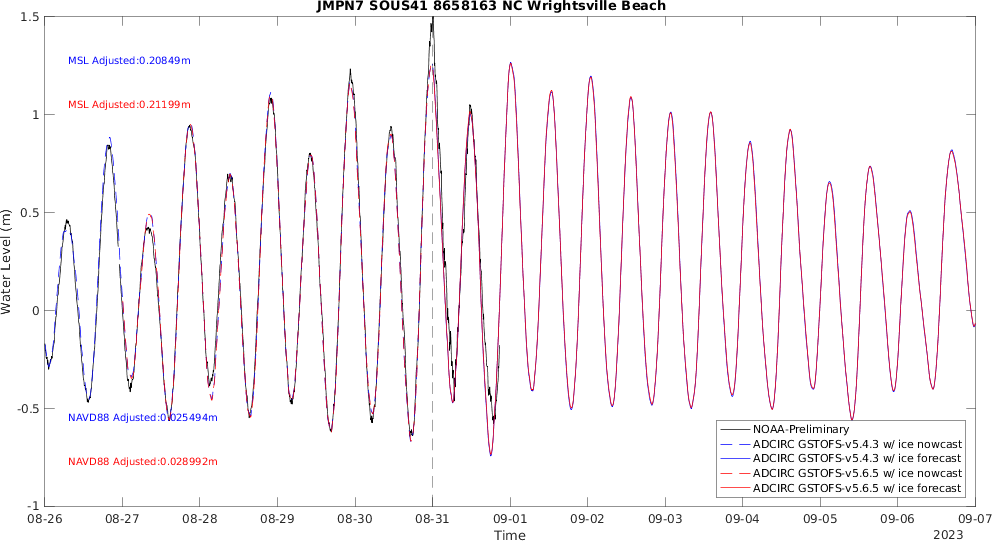 JMPN7 SOUS41 8658163 NC Wrightsville Beach
1.5
MSL Adjusted:0.20849m
MSL Adjusted:0.21199m
1
0.5
Water Level (m)
0
-0.5
NAVD88 Adjusted:0.025494m
NAVD88 Adjusted:0.028992m
-1
NOAA-Preliminary
ADCIRC GSTOFS-v5.4.3 w/ ice nowcast
ADCIRC GSTOFS-v5.4.3 w/ ice forecast
ADCIRC GSTOFS-v5.6.5 w/ ice nowcast
ADCIRC GSTOFS-v5.6.5 w/ ice forecast
08-26 08-27 08-28 08-29 08-30 08-31 09-01 09-02 09-03 09-04 09-05 09-06 09-07
Time
2023